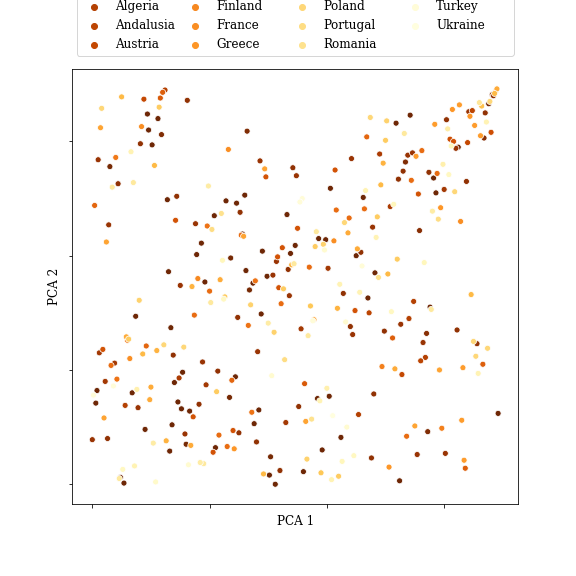 Algeria Finland Poland Turkey
Andalusia France Portugal Ukraine
Austria Greece Romania
PCA 2
PCA 1